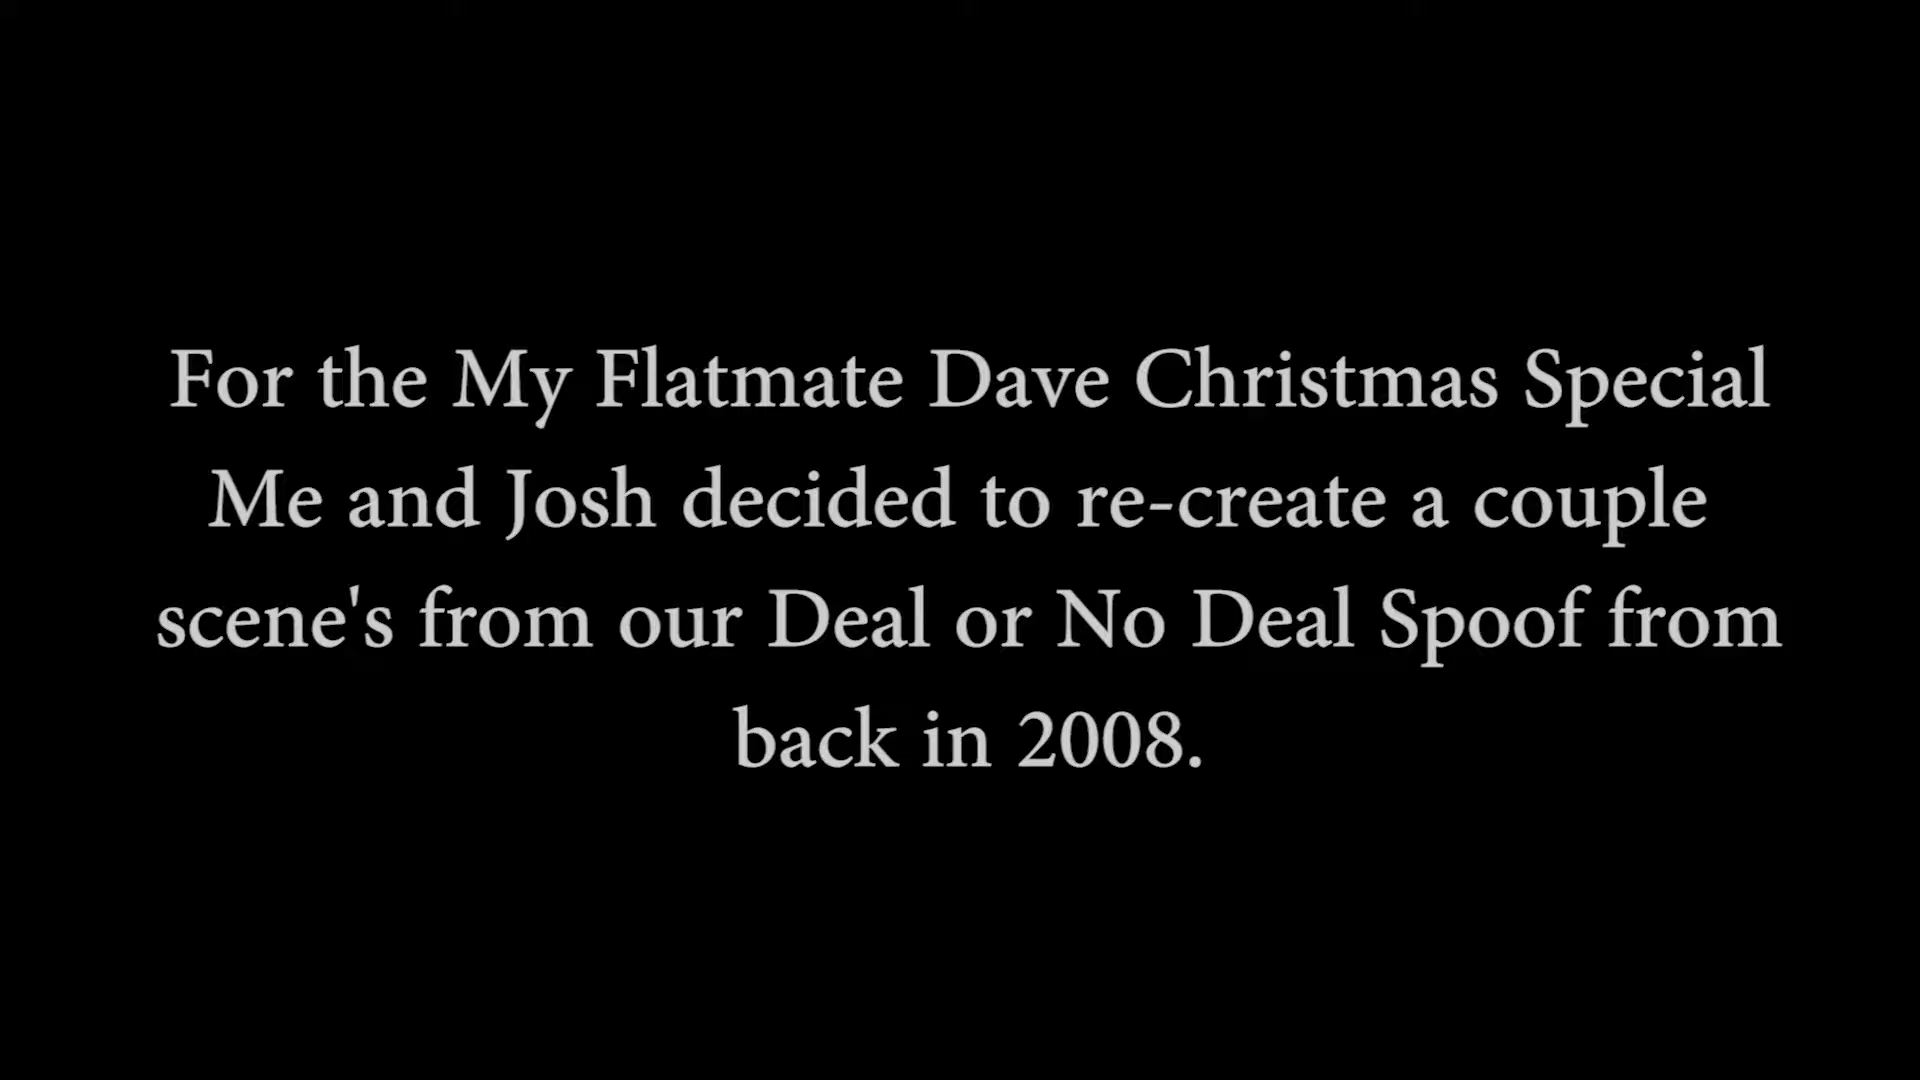 For the My Flatmate Dave Christmas Special
Me and Josh decided to re-create a couple
scene's from our Deal or No Deal Spoof from
back in 2008.